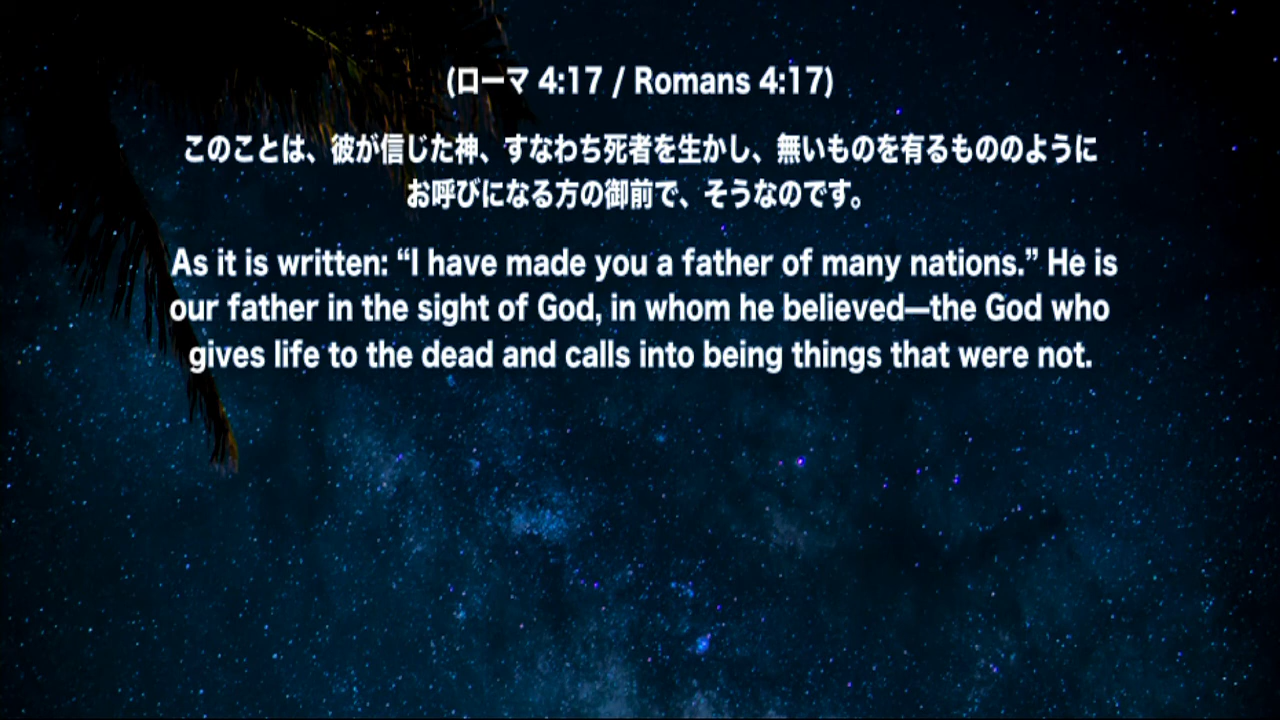 (ローマ 4:17 / Romans 4:17)
このことは、彼が信じた神、すなわち死者を生かし、無いものを有るもののように
お呼びになる方の御前で、そうなのです。
As it is written: “I have made you a father of many nations.” He is
our father in the sight of God, in whom he believed—the God who
gives life to the dead and calls into being things that were not.